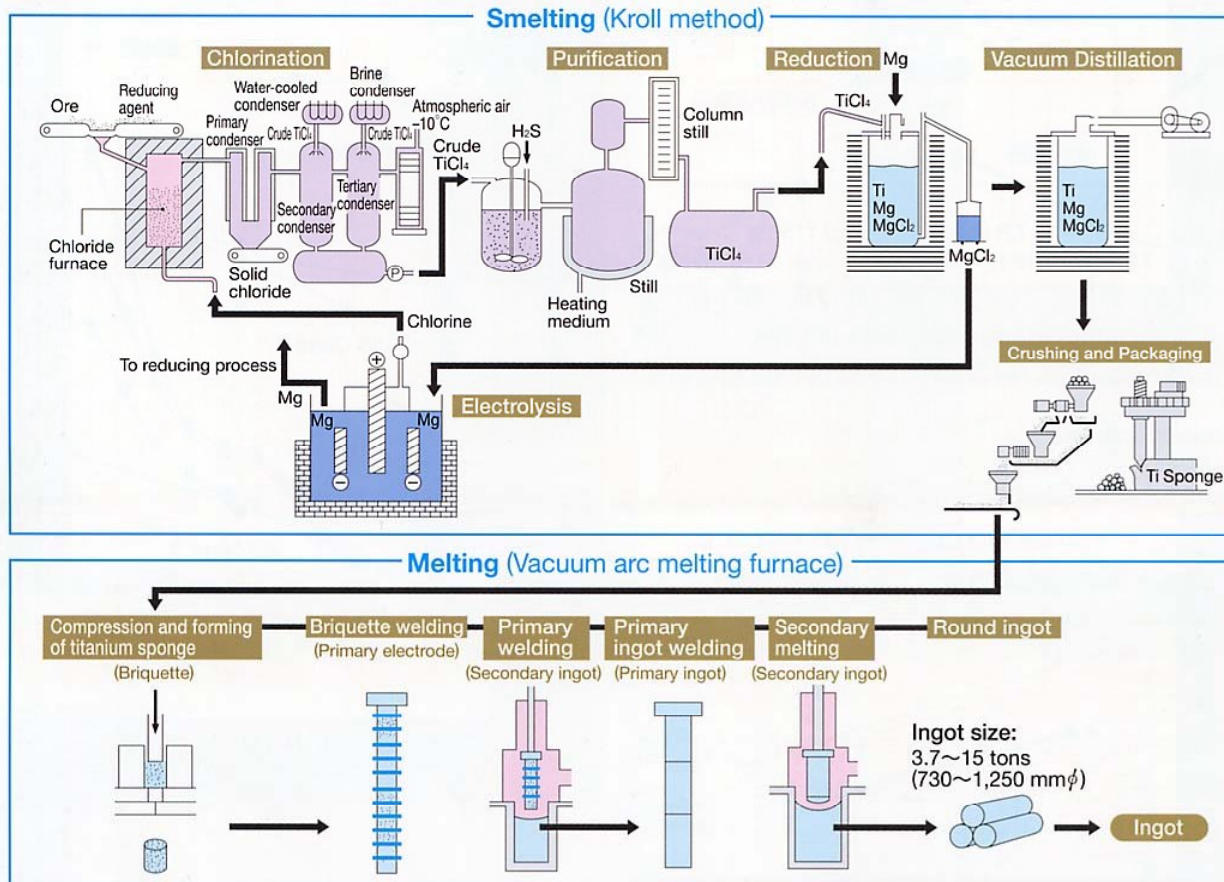 Smelting (Kroll method)
Chlorination
Purification
Reduction
Mg
Vacuum Distillation
Ore
Reducing
agent
Water-cooled
condenser
Brine
condenser
Primary
condenser
Crude TiCl₄
Crude TiCl₄
Atmospheric air
–10°C
Crude
TiCl₄
H₂S
Column
still
TiCl₄
Secondary
condenser
Tertiary
condenser
Chloride
furnace
Solid
chloride
P
Heating
medium
Still
TiCl₄
Ti
Mg
MgCl₂
MgCl₂
Ti
Mg
MgCl₂
Chlorine
To reducing process
Mg
Mg
+
Mg
–
–
Electrolysis
Crushing and Packaging
Ti Sponge
Melting (Vacuum arc melting furnace)
Compression and forming
of titanium sponge
(Briquette)
Briquette welding
(Primary electrode)
Primary
welding
(Secondary ingot)
Primary
ingot welding
(Primary ingot)
Secondary
melting
(Secondary ingot)
Round ingot
Ingot size:
3.7～15 tons
(730～1,250 mmϕ)
Ingot